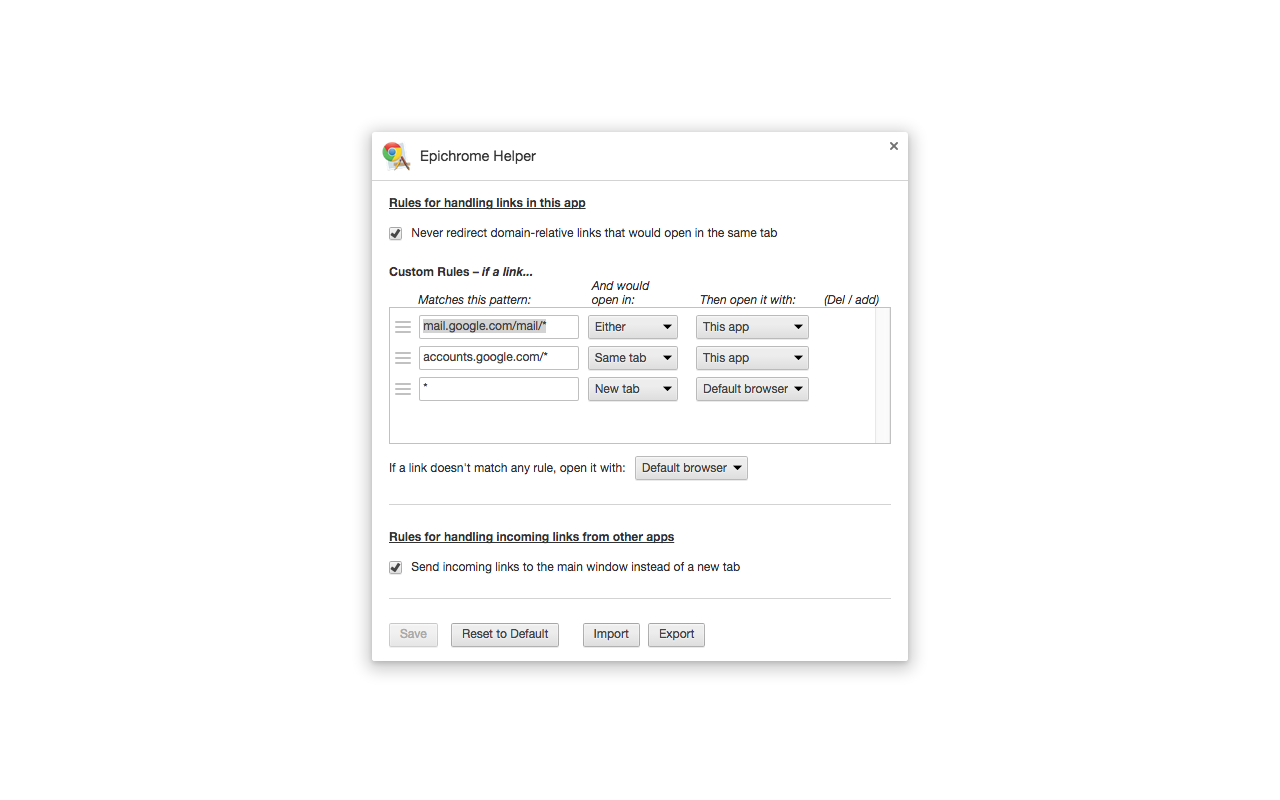 Epichrome Helper
×
Rules for handling links in this app
Never redirect domain-relative links that would open in the same tab
Custom Rules – if a link...
Matches this pattern: And would open in: Then open it with: (Del / add)
mail.google.com/mail/* Either This app
accounts.google.com/* Same tab This app
* New tab Default browser
If a link doesn't match any rule, open it with: Default browser
Rules for handling incoming links from other apps
Send incoming links to the main window instead of a new tab
Save Reset to Default Import Export